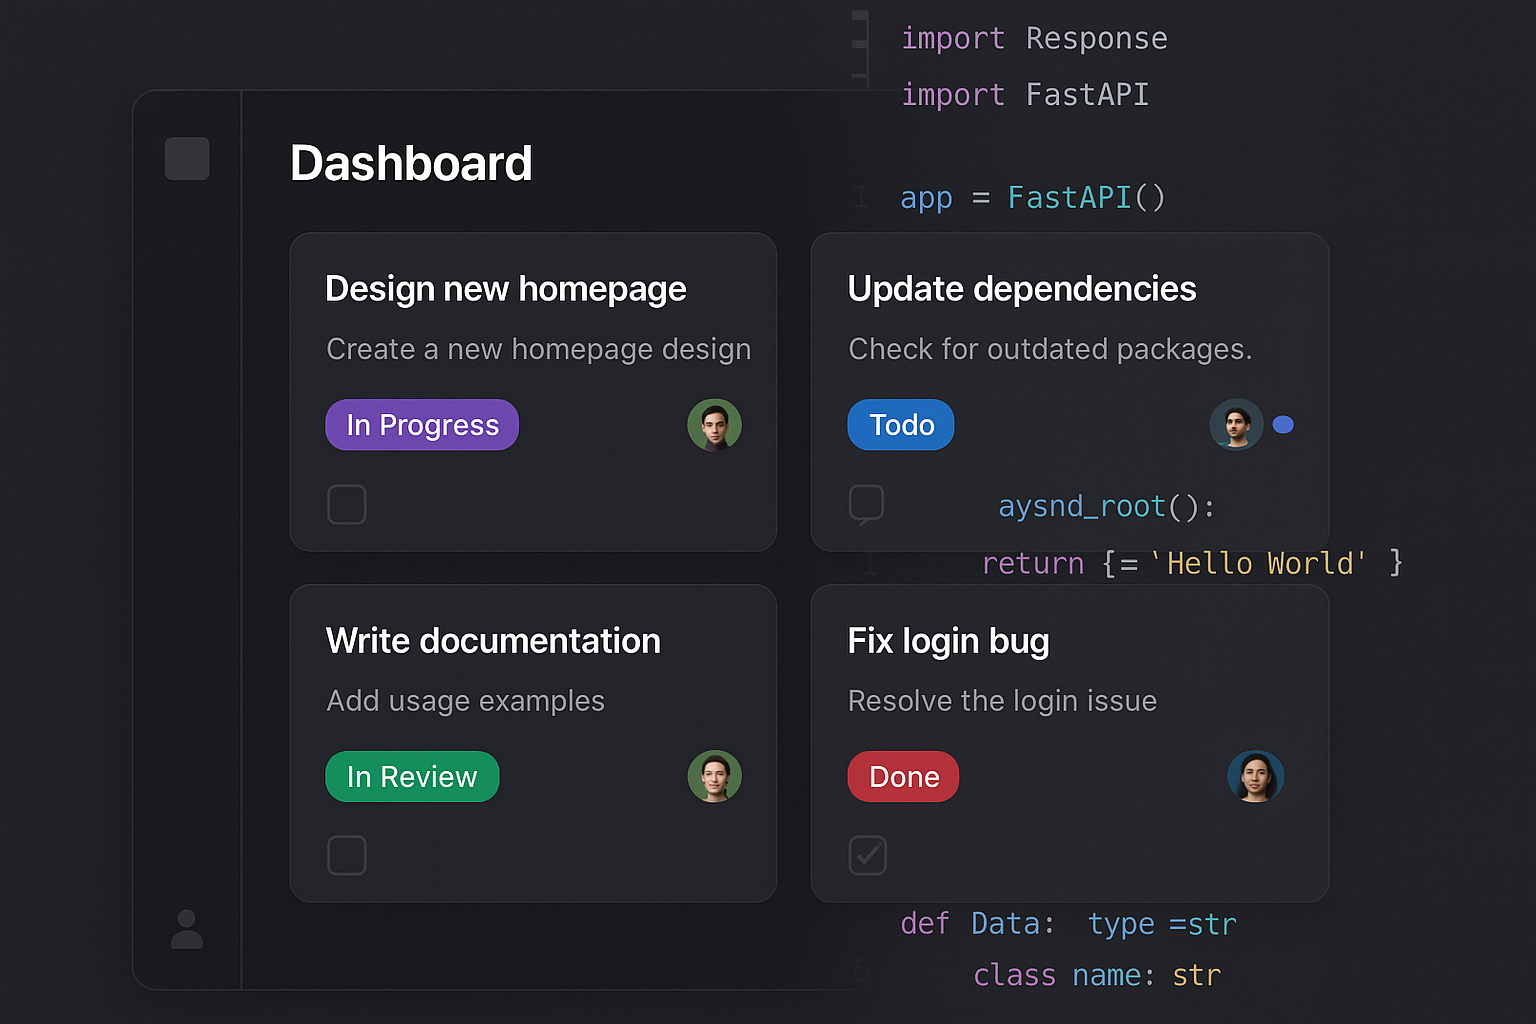 import Response
import FastAPI
Dashboard
1 app = FastAPI()
Design new homepage
Create a new homepage design
In Progress
Update dependencies
Check for outdated packages.
Todo
aysnd_root():
return {= `Hello World' }
Write documentation
Add usage examples
In Review
Fix login bug
Resolve the login issue
Done
def Data: type =str
6 class name: str